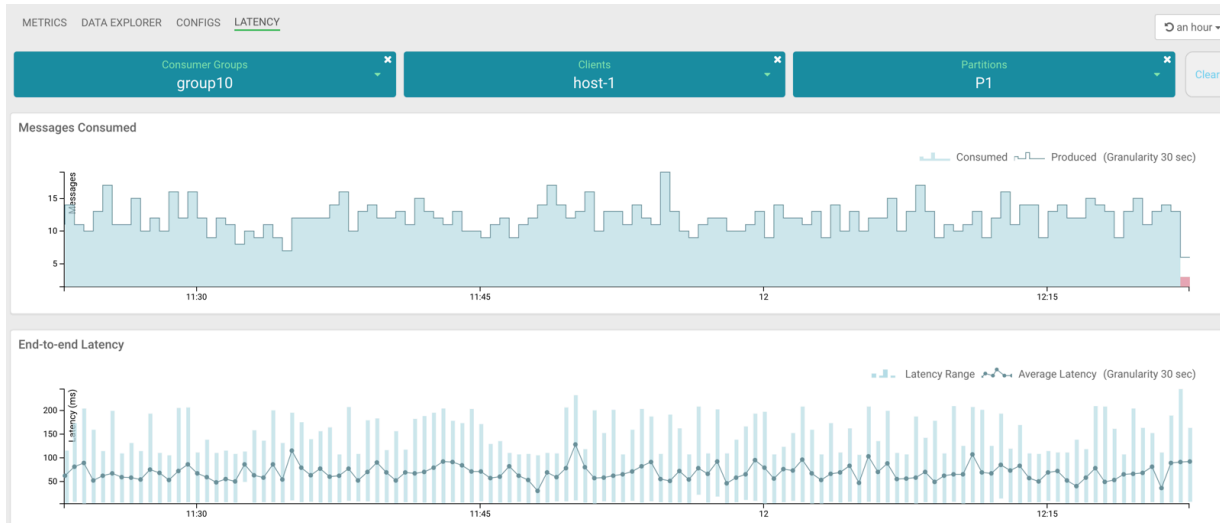 METRICS DATA EXPLORER CONFIGS LATENCY
an hour
Consumer Groups
group10
Clients
host-1
Partitions
P1
Clear
Messages Consumed
Consumed Produced (Granularity 30 sec)
Messages
15
10
5
11:30 11:45 12 12:15
End-to-end Latency
Latency Range Average Latency (Granularity 30 sec)
Latency (ms)
200
150
100
50
11:30 11:45 12 12:15